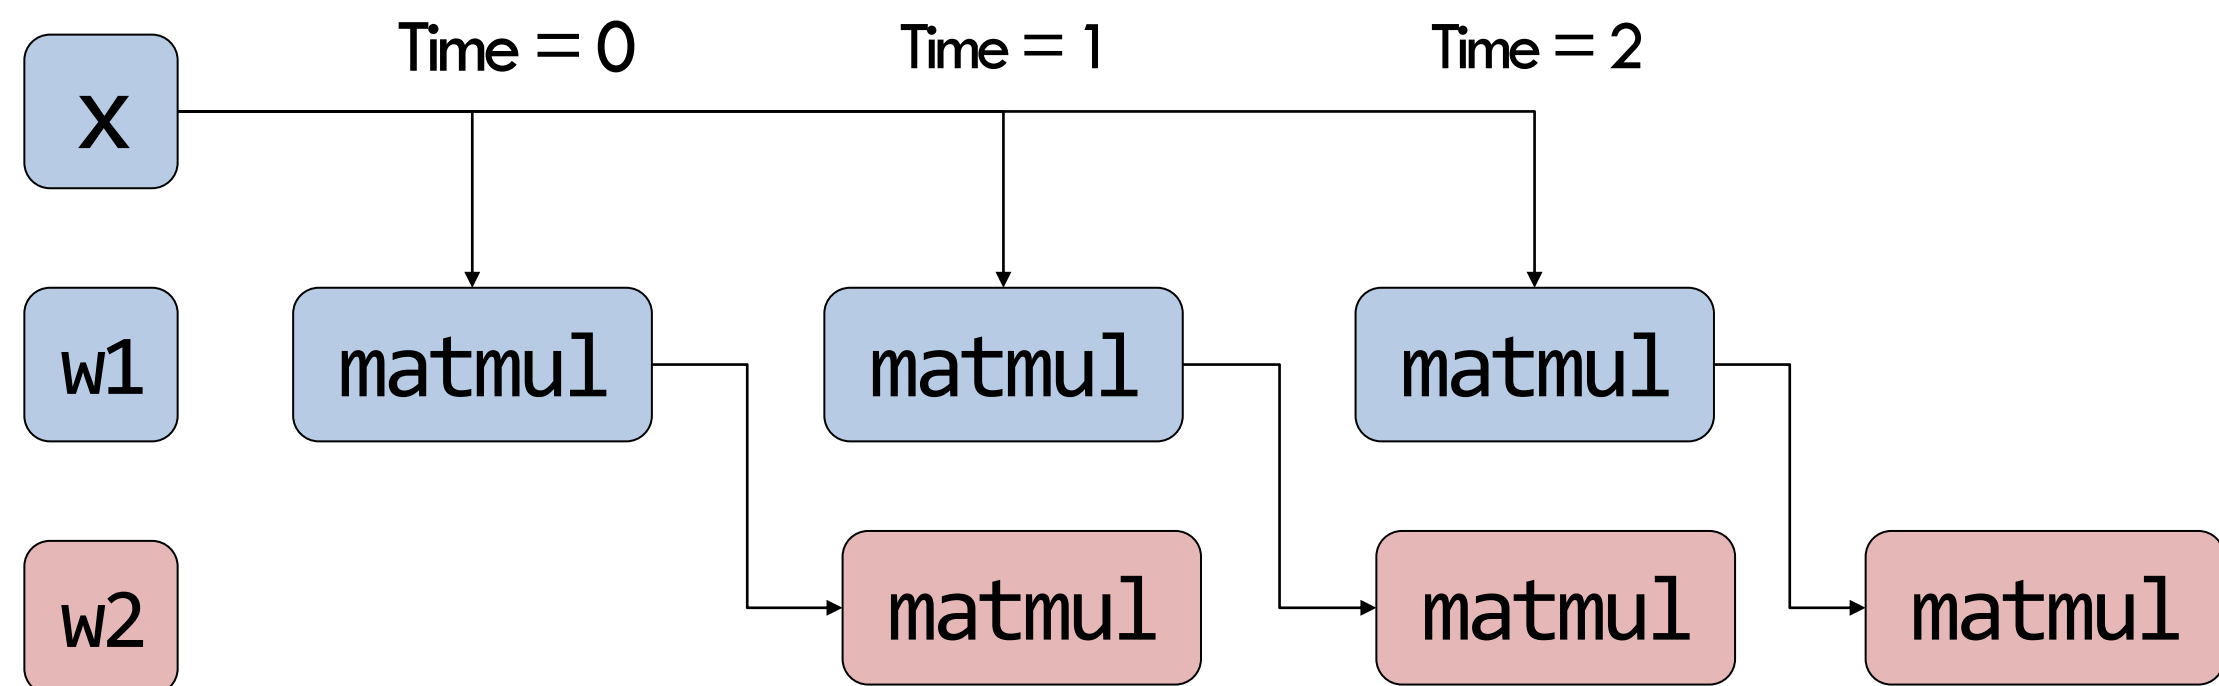 Time = 0 Time = 1 Time = 2
x
w1 matmul matmul matmul
w2 matmul matmul matmul